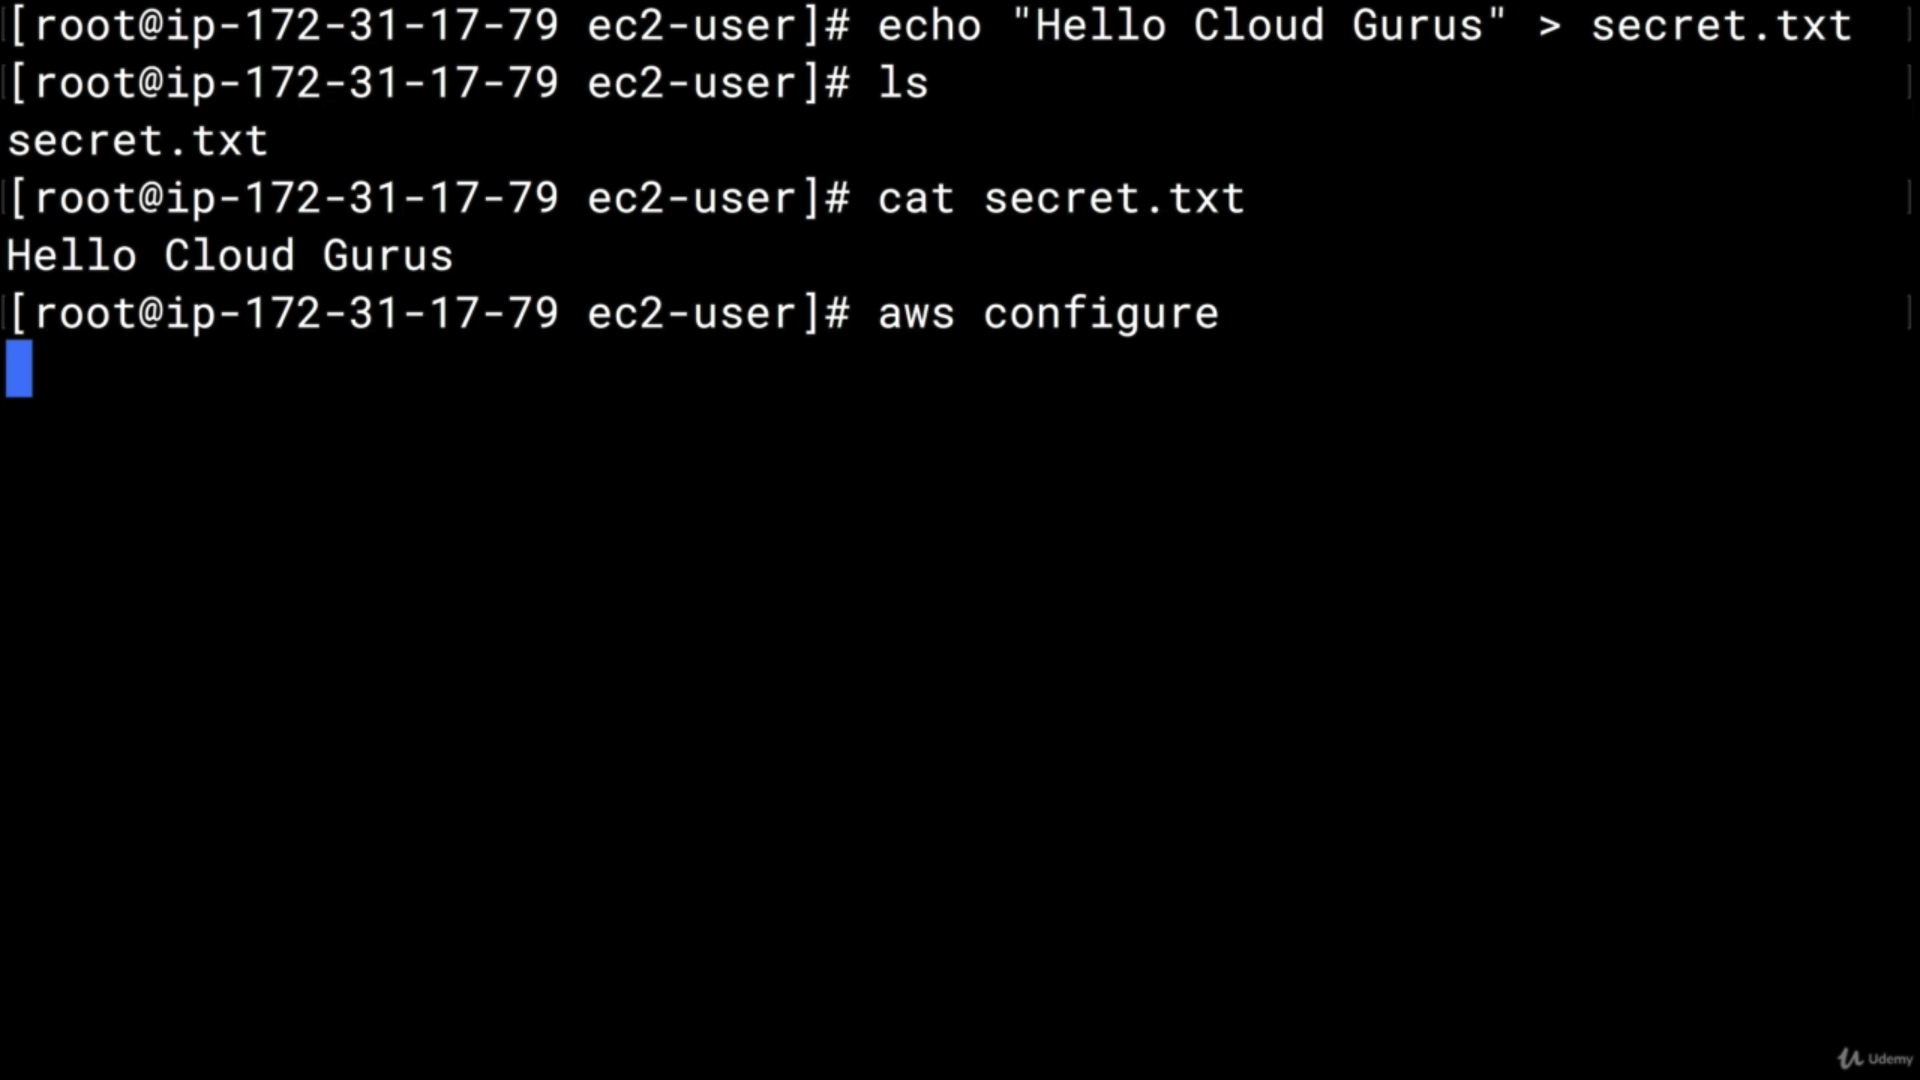 [root@ip-172-31-17-79 ec2-user]# echo "Hello Cloud Gurus" > secret.txt
[root@ip-172-31-17-79 ec2-user]# ls
secret.txt
[root@ip-172-31-17-79 ec2-user]# cat secret.txt
Hello Cloud Gurus
[root@ip-172-31-17-79 ec2-user]# aws configure
Udemy